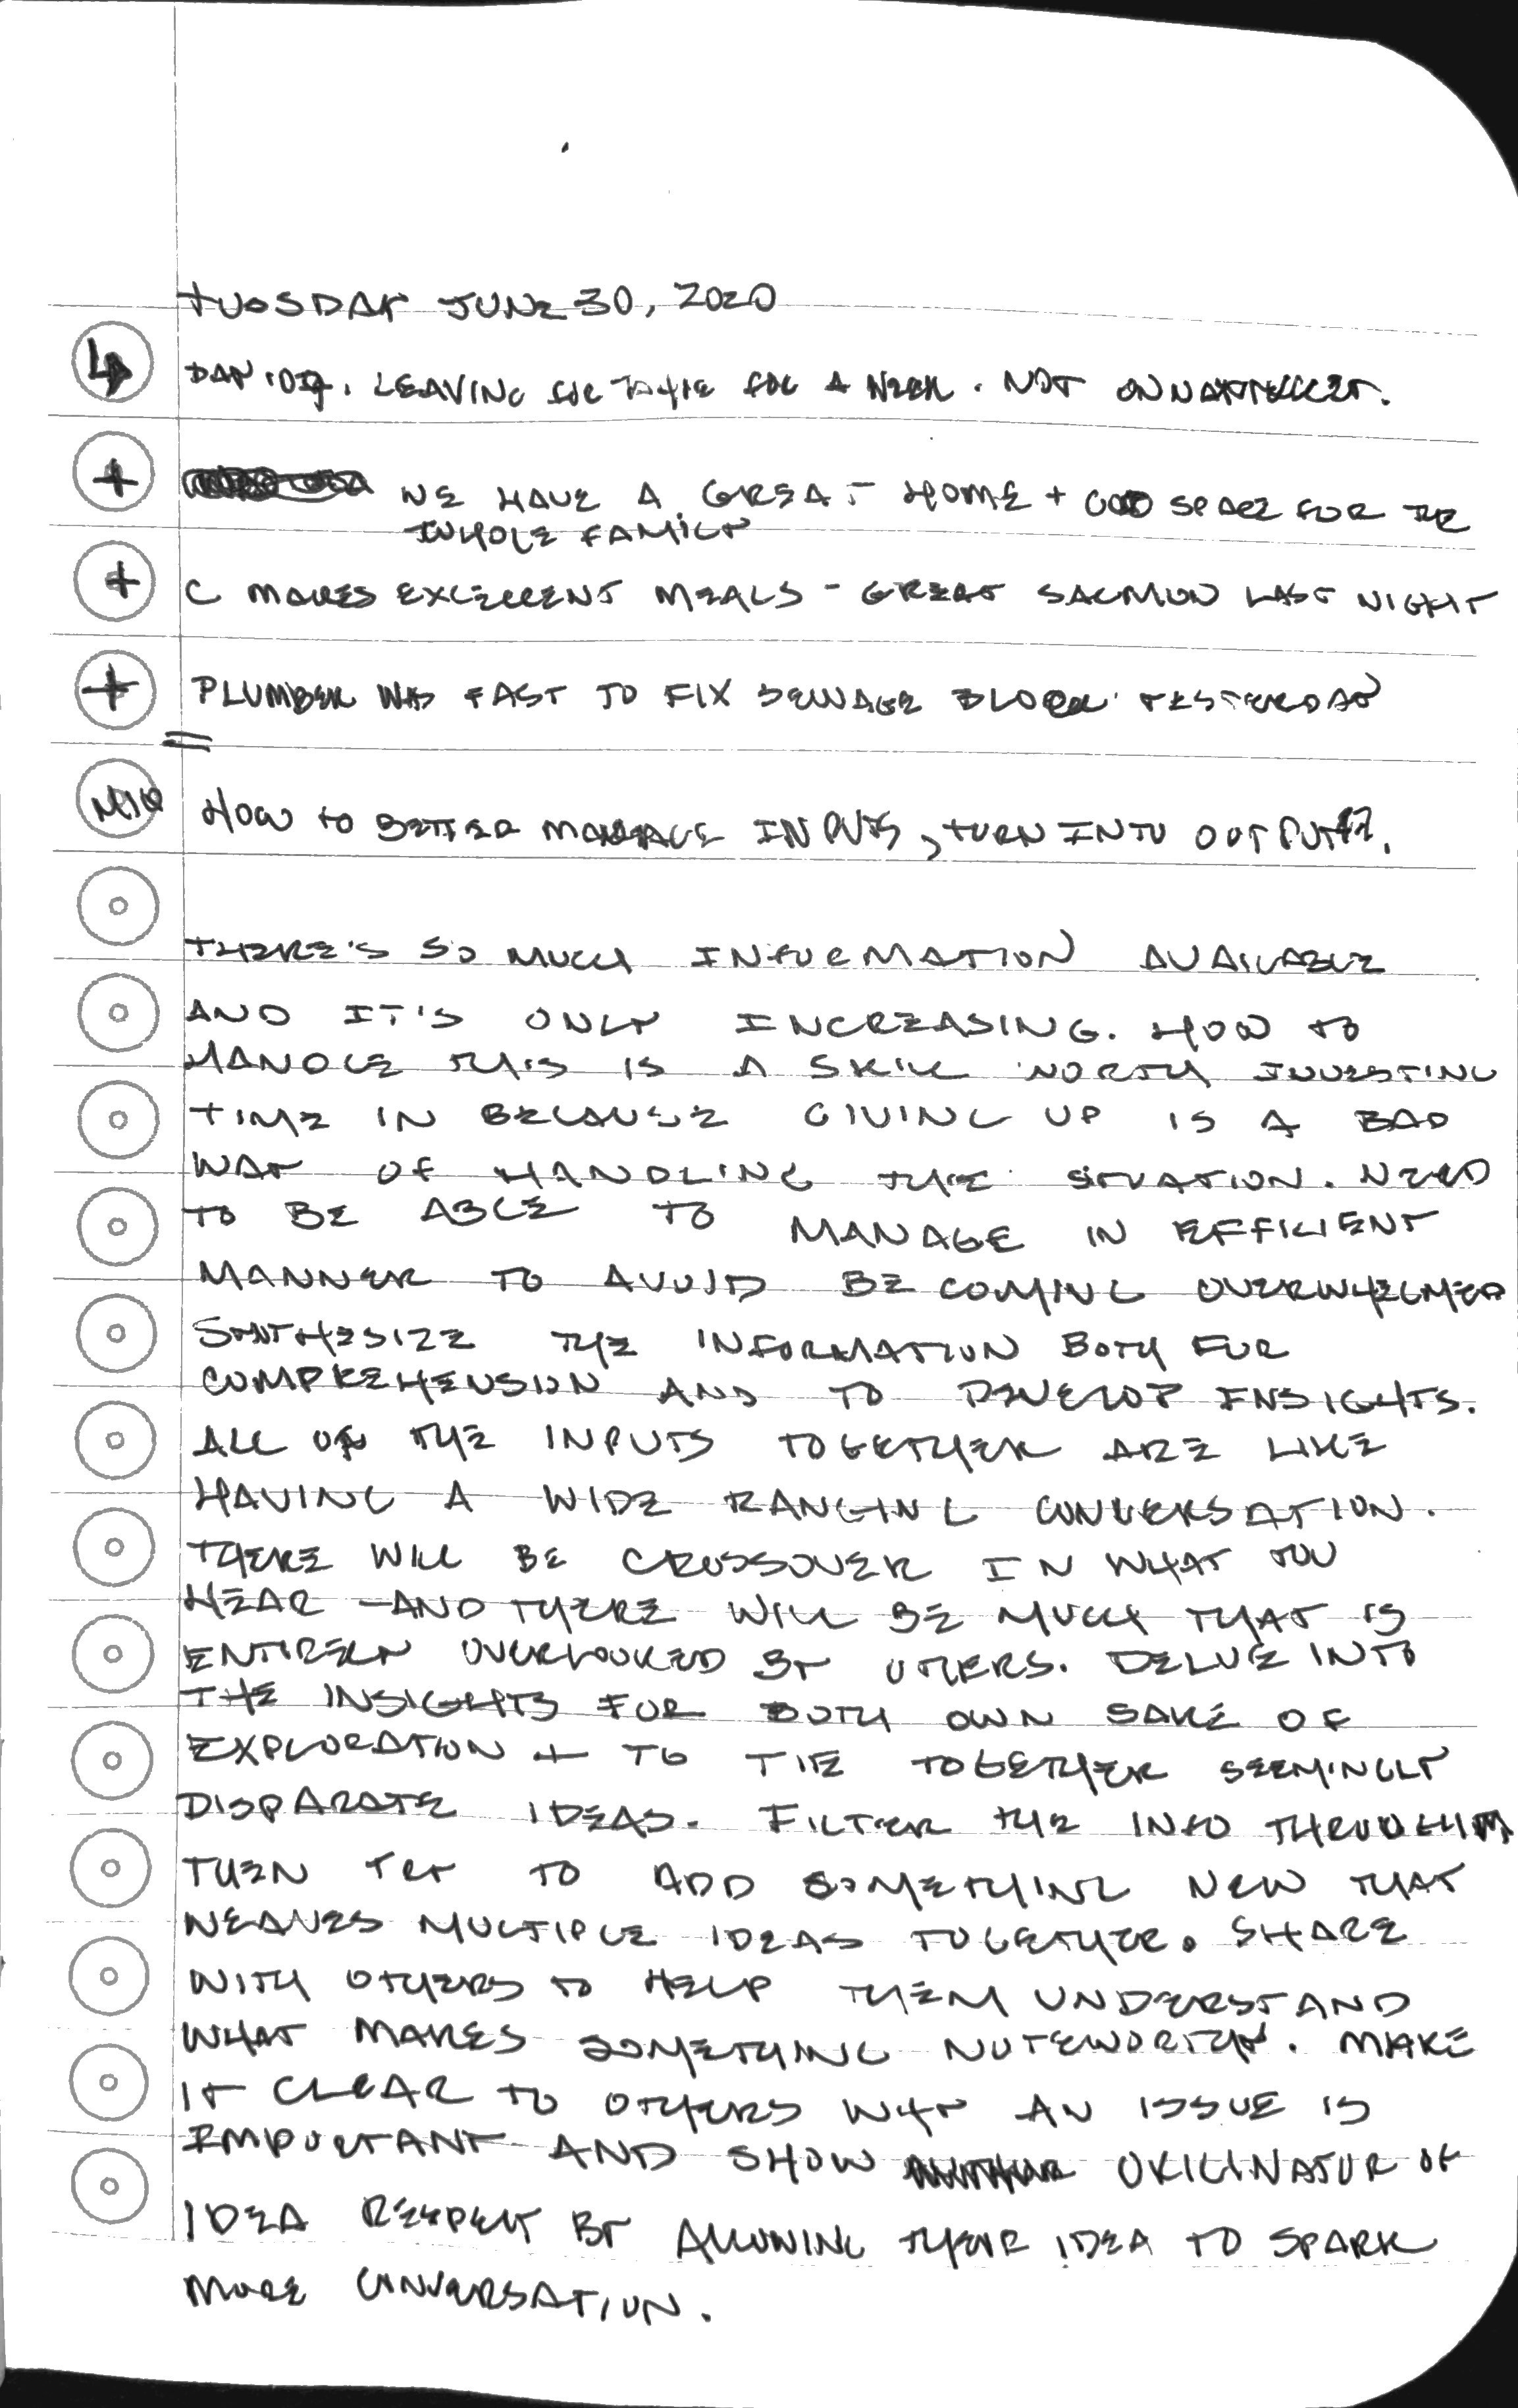 TUESDAY JUNE 30, 2020
DAY 109. LEAVING FOR FOR A WEEK. NOT ON
+ WE HAVE A GREAT HOME + GOOD SPACE FOR THE
WHOLE FAMILY
+ C MAKES EXCELLENT MEALS - GREAT SALMON LAST NIGHT
+ PLUMBER WAS FAST TO FIX SEWAGE BLOCK YESTERDAY
MIQ HOW TO BETTER MANAGE INPUTS, TURN INTO OUTPUT
THERE'S SO MUCH INFORMATION AVAILABLE
AND IT'S ONLY INCREASING. HOW TO
HANDLE THIS IS A SKILL WORTH INVESTING
TIME IN BECAUSE GIVING UP IS A BAD
WAY OF HANDLING THE SITUATION. NEED
TO BE ABLE TO MANAGE IN EFFICIENT
MANNER TO AVOID BECOMING OVERWHELMED
SYNTHESIZE THE INFORMATION BOTH FOR
COMPREHENSION AND TO DEVELOP INSIGHTS.
ALL OF THE INPUTS TOGETHER ARE LIKE
HAVING A WIDE RANGING CONVERSATION.
THERE WILL BE CROSSOVER IN WHAT YOU
HEAR - AND THERE WILL BE MUCH THAT IS
ENTIRELY OVERLOOKED BY OTHERS. DELVE INTO
THE INSIGHTS FOR BOTH OWN SAKE OF
EXPLORATION + TO TIE TOGETHER SEEMINGLY
DISPARATE IDEAS. FILTER THE INFO THROUGH
THEN TRY TO ADD SOMETHING NEW THAT
WEAVES MULTIPLE IDEAS TOGETHER. SHARE
WITH OTHERS TO HELP THEM UNDERSTAND
WHAT MAKES SOMETHING NOTEWORTHY. MAKE
IT CLEAR TO OTHERS WHY AN ISSUE IS
IMPORTANT AND SHOW ORIGINATOR OF
IDEA RESPECT BY ALLOWING THEIR IDEA TO SPARK
MORE CONVERSATION.